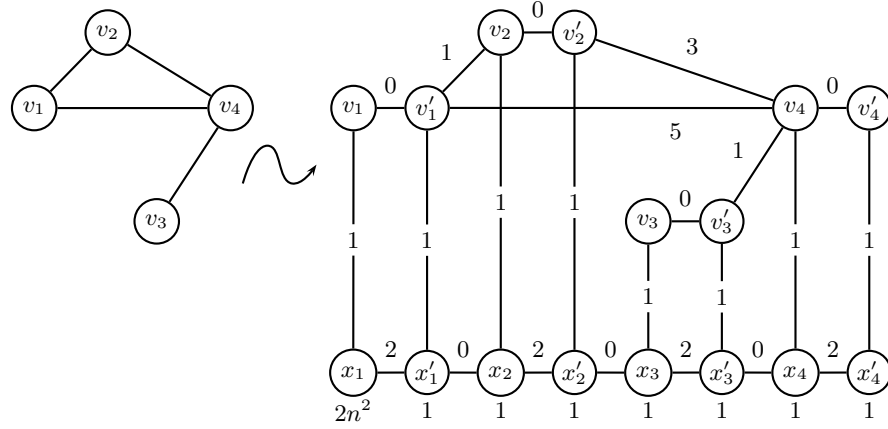 v₂
v₁ v₄
v₃
v₂ 0 v₂′
1 3
v₁ 0 v₁′ v₄ 0 v₄′
5
1
v₃ 0 v₃′
1 1 1 1 1 1
1 1
2 0 2 0 2 0 2
x₁ x₁′ x₂ x₂′ x₃ x₃′ x₄ x₄′
2n² 1 1 1 1 1 1 1